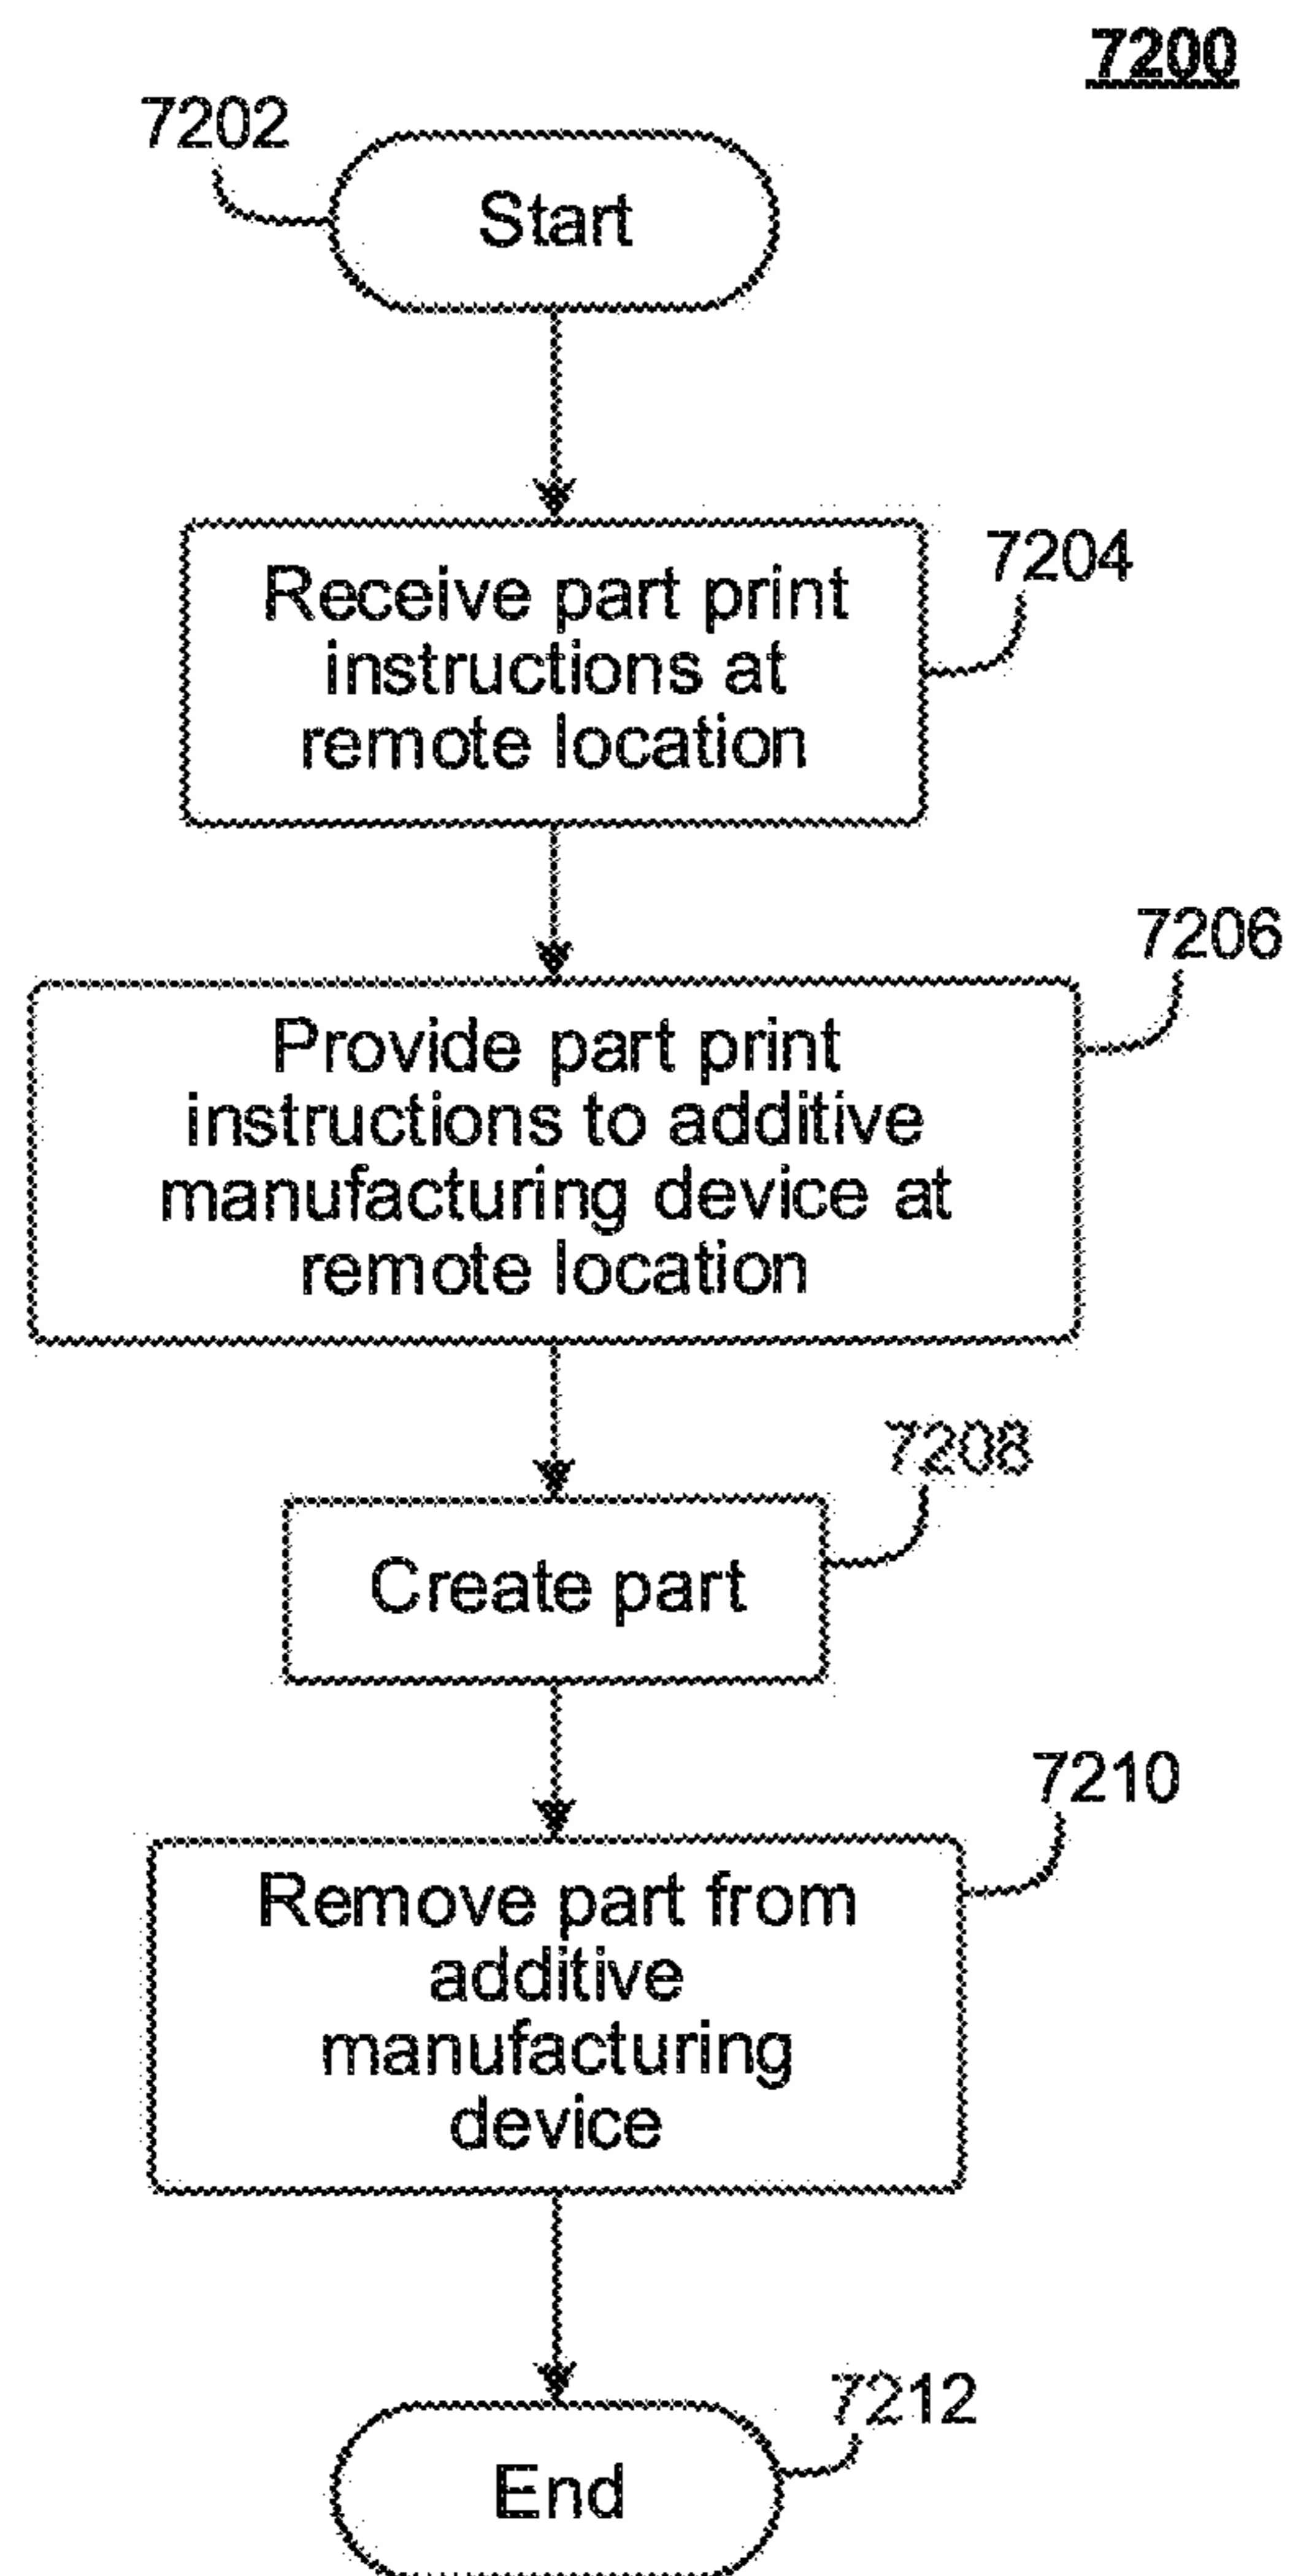 7200
7202
Start
Receive part print
instructions at
remote location
7204
7206
Provide part print
instructions to additive
manufacturing device at
remote location
7208
Create part
7210
Remove part from
additive
manufacturing
device
7212
End